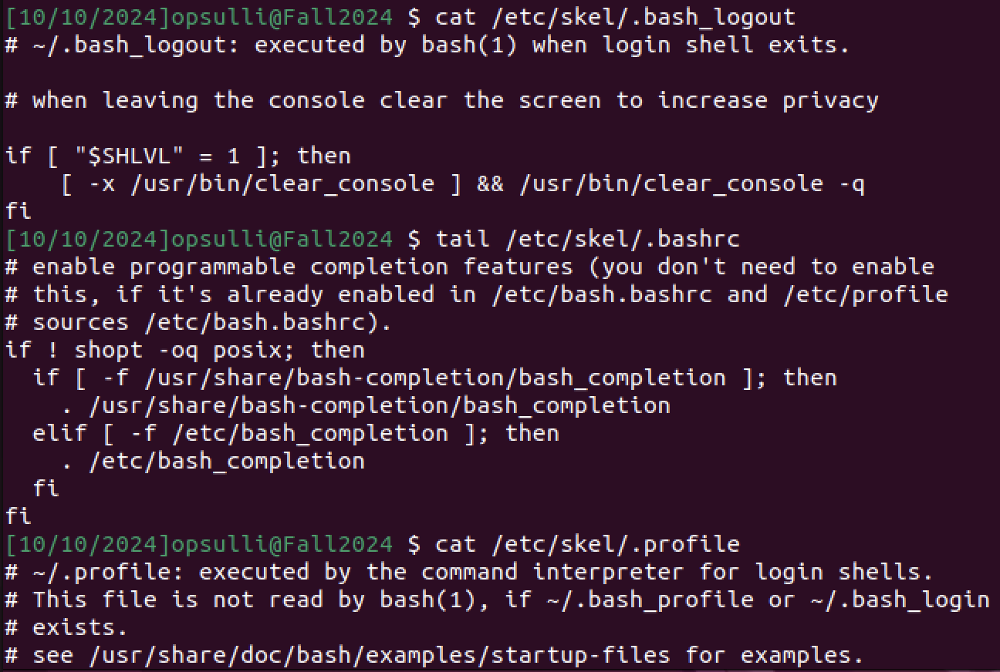 [10/10/2024]opsulli@Fall2024 $ cat /etc/skel/.bash_logout
# ~/.bash_logout: executed by bash(1) when login shell exits.

# when leaving the console clear the screen to increase privacy

if [ "$SHLVL" = 1 ]; then
    [ -x /usr/bin/clear_console ] && /usr/bin/clear_console -q
fi
[10/10/2024]opsulli@Fall2024 $ tail /etc/skel/.bashrc
# enable programmable completion features (you don't need to enable
# this, if it's already enabled in /etc/bash.bashrc and /etc/profile
# sources /etc/bash.bashrc).
if ! shopt -oq posix; then
  if [ -f /usr/share/bash-completion/bash_completion ]; then
    . /usr/share/bash-completion/bash_completion
  elif [ -f /etc/bash_completion ]; then
    . /etc/bash_completion
  fi
fi
[10/10/2024]opsulli@Fall2024 $ cat /etc/skel/.profile
# ~/.profile: executed by the command interpreter for login shells.
# This file is not read by bash(1), if ~/.bash_profile or ~/.bash_login
# exists.
# see /usr/share/doc/bash/examples/startup-files for examples.